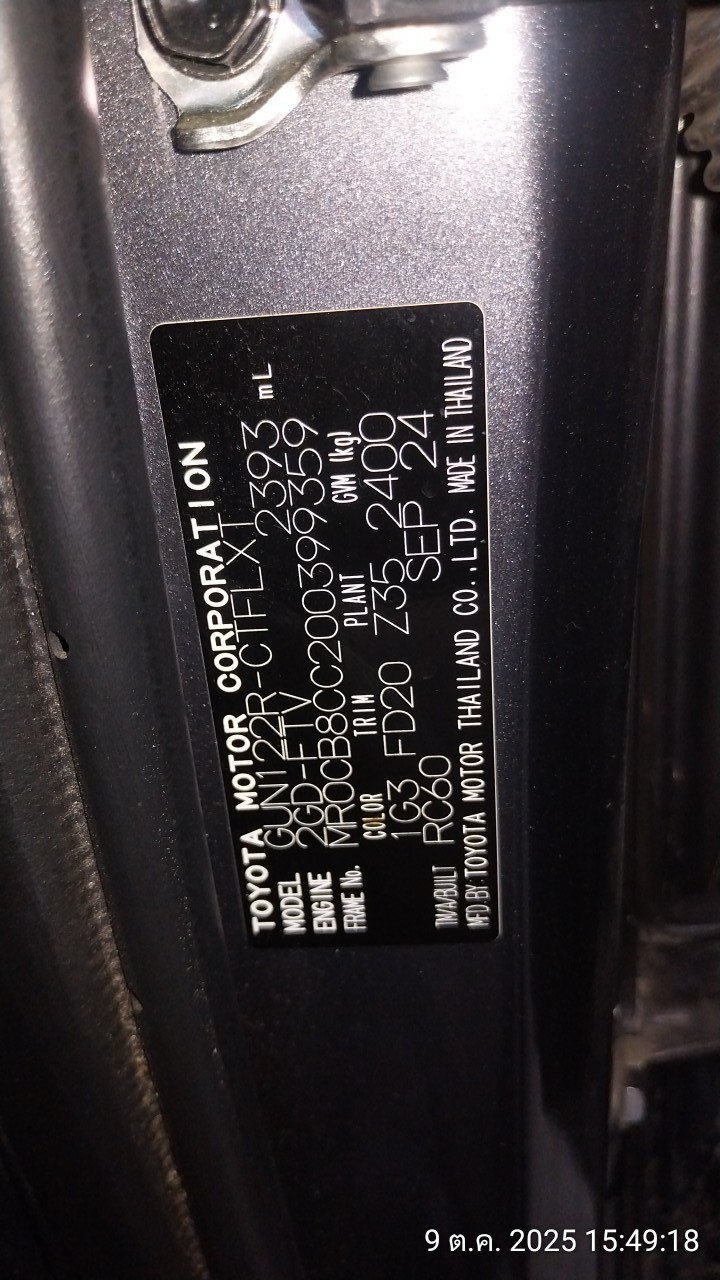 TOYOTA MOTOR CORPORATION
MODEL GUN122R-CTFLXT
ENGINE 2GD-FTV 2393 mL
FRAME No. MR0CB8CC200399359
COLOR TRIM PLANT GVM (kg)
1G3 FD20 Z35 2400
RC60 SEP 24
TMA/BUILT
MFD.BY:TOYOTA MOTOR THAILAND CO.,LTD. MADE IN THAILAND
9 ต.ค. 2025 15:49:18